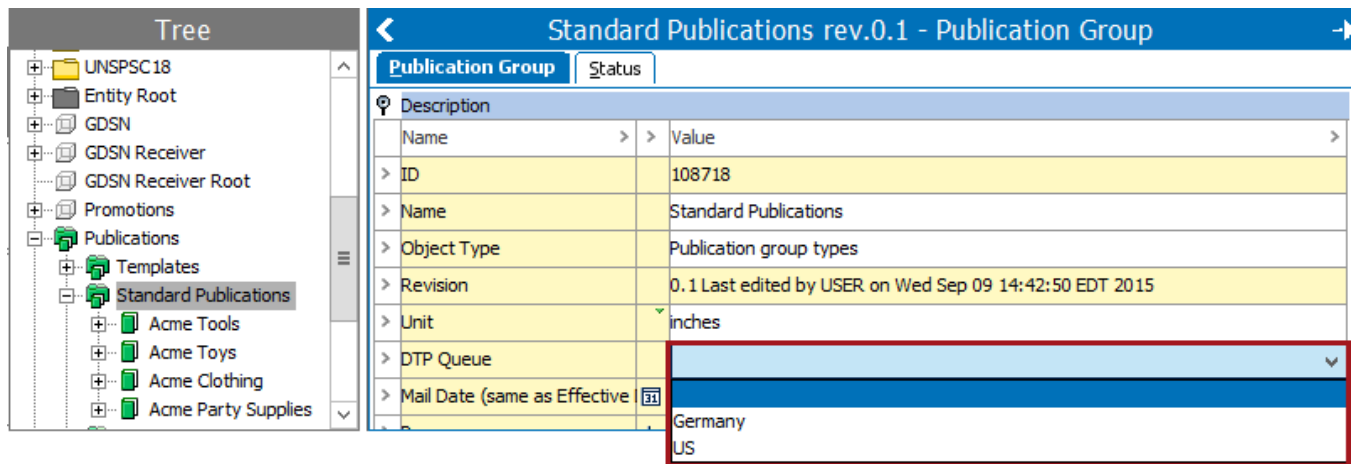 Tree
UNSPSC18
Entity Root
GDSN
GDSN Receiver
GDSN Receiver Root
Promotions
Publications
Templates
Standard Publications
Acme Tools
Acme Toys
Acme Clothing
Acme Party Supplies
Standard Publications rev.0.1 - Publication Group
Publication Group Status
Description
Name > > Value >
> ID 108718
> Name Standard Publications
> Object Type Publication group types
> Revision 0.1 Last edited by USER on Wed Sep 09 14:42:50 EDT 2015
> Unit inches
> DTP Queue
> Mail Date (same as Effective 31
Germany
US